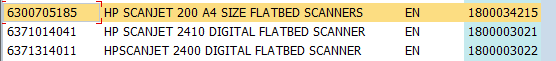 6300705185 HP SCANJET 200 A4 SIZE FLATBED SCANNERS EN 1800034215
6371014041 HP SCANJET 2410 DIGITAL FLATBED SCANNER EN 1800003021
6371314011 HPSCANJET 2400 DIGITAL FLATBED SCANNER EN 1800003022